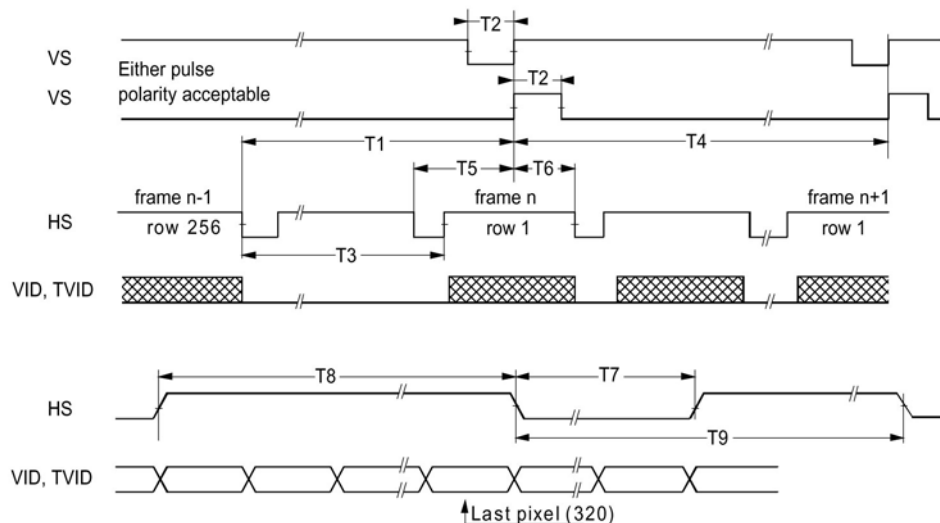 T2
VS
Either pulse
polarity acceptable
VS
T2
T1
T4
T5
T6
frame n-1
frame n
frame n+1
HS
row 256
row 1
row 1
T3
VID, TVID
T8
T7
HS
T9
VID, TVID
Last pixel (320)